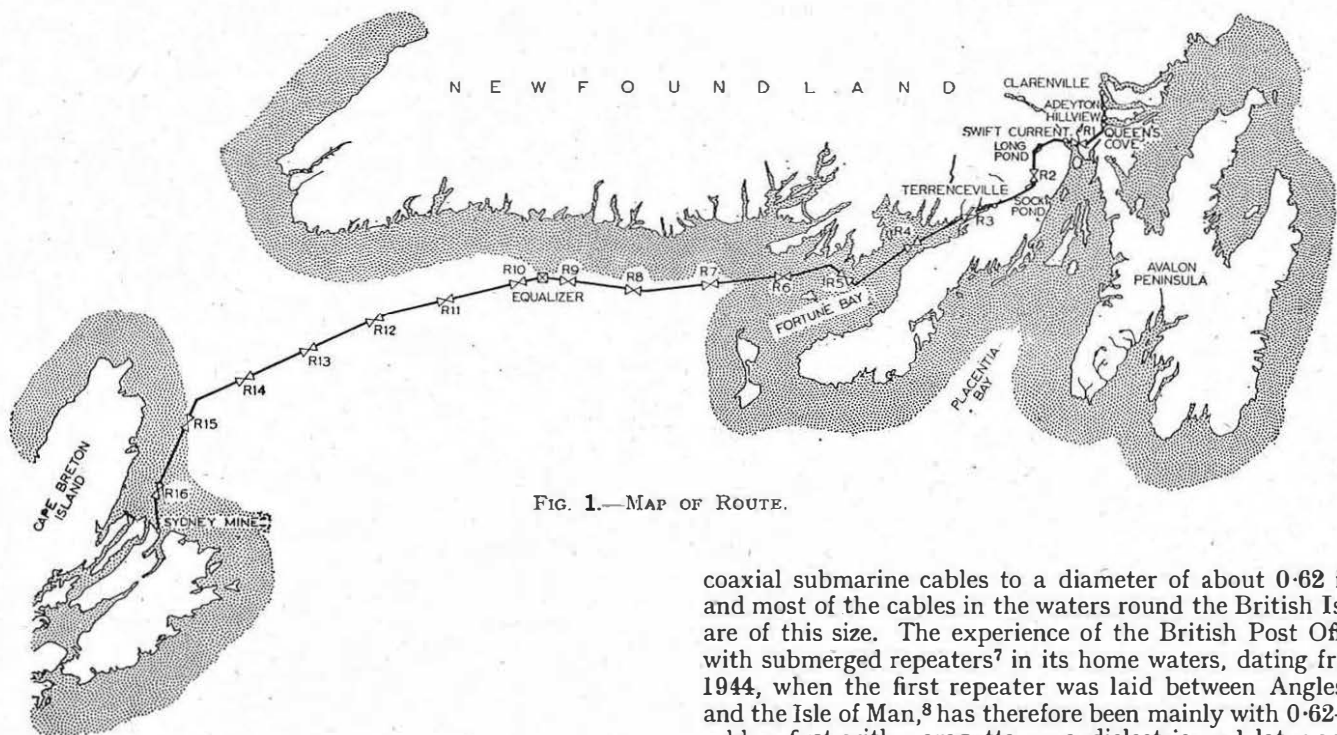 N E W F O U N D L A N D
CLARENVILLE
ADEYTON
HILLVIEW
SWIFT CURRENT
R1
QUEEN'S
COVE
LONG
POND
R2
TERRENCEVILLE
SOCK
POND
R3
R4
AVALON
PENINSULA
R10
R9
R8
R7
R6
R5
EQUALIZER
FORTUNE BAY
R11
R12
R13
PLACENTIA
BAY
R14
R15
CAPE BRETON
ISLAND
R16
SYDNEY MINES
FIG. 1.—MAP OF ROUTE.
coaxial submarine cables to a diameter of about 0·62
and most of the cables in the waters round the British
are of this size. The experience of the British Post
with submerged repeaters⁷ in its home waters, dating
1944, when the first repeater was laid between
and the Isle of Man,⁸ has therefore been mainly with 0·62-